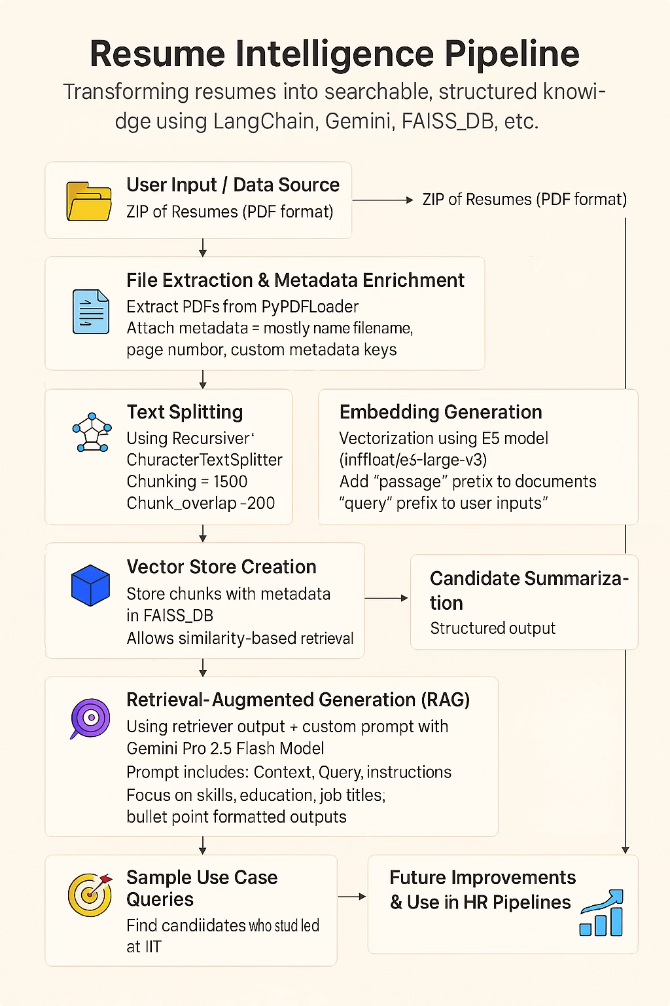 Resume Intelligence Pipeline
Transforming resumes into searchable, structured knowi-
dge using LangChain, Gemini, FAISS_DB, etc.
User Input / Data Source
ZIP of Resumes (PDF format)
ZIP of Resumes (PDF format)
File Extraction & Metadata Enrichment
Extract PDFs from PyPDFLoader
Attach metadata = mostly name filename,
page numbor, custom metadata keys
Text Splitting
Using Recursiver'
ChuracterTextSplitter
Chunking = 1500
Chunk_overlap -200
Embedding Generation
Vectorization using E5 model
(inffloat/e5-large-v3)
Add "passage" pretix to documents
"query" prefix to user inputs"
Vector Store Creation
Store chunks with metadata
in FAISS_DB
Allows similarity-based retrieval
Candidate Summariza-
tion
Structured output
Retrieval-Augmented Generation (RAG)
Using retriever output + custom prompt with
Gemini Pro 2.5 Flash Model
Prompt includes: Context, Query, instructions
Focus on skills, education, job titles;
bullet point formatted outputs
Sample Use Case
Queries
Find candiidates who stud led
at IIT
Future Improvements
& Use in HR Pipelines